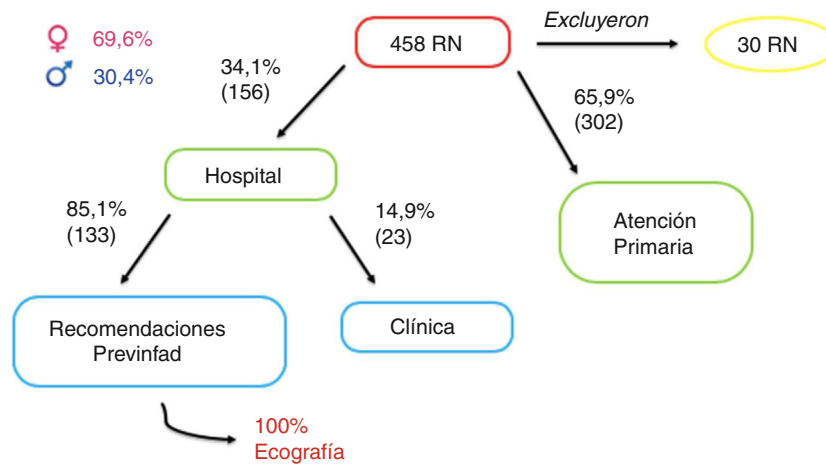 69,6%
30,4%
458 RN
Excluyeron
30 RN
34,1%
(156)
65,9%
(302)
Hospital
Atención
Primaria
85,1%
(133)
14,9%
(23)
Recomendaciones
Previnfad
Clínica
100%
Ecografía